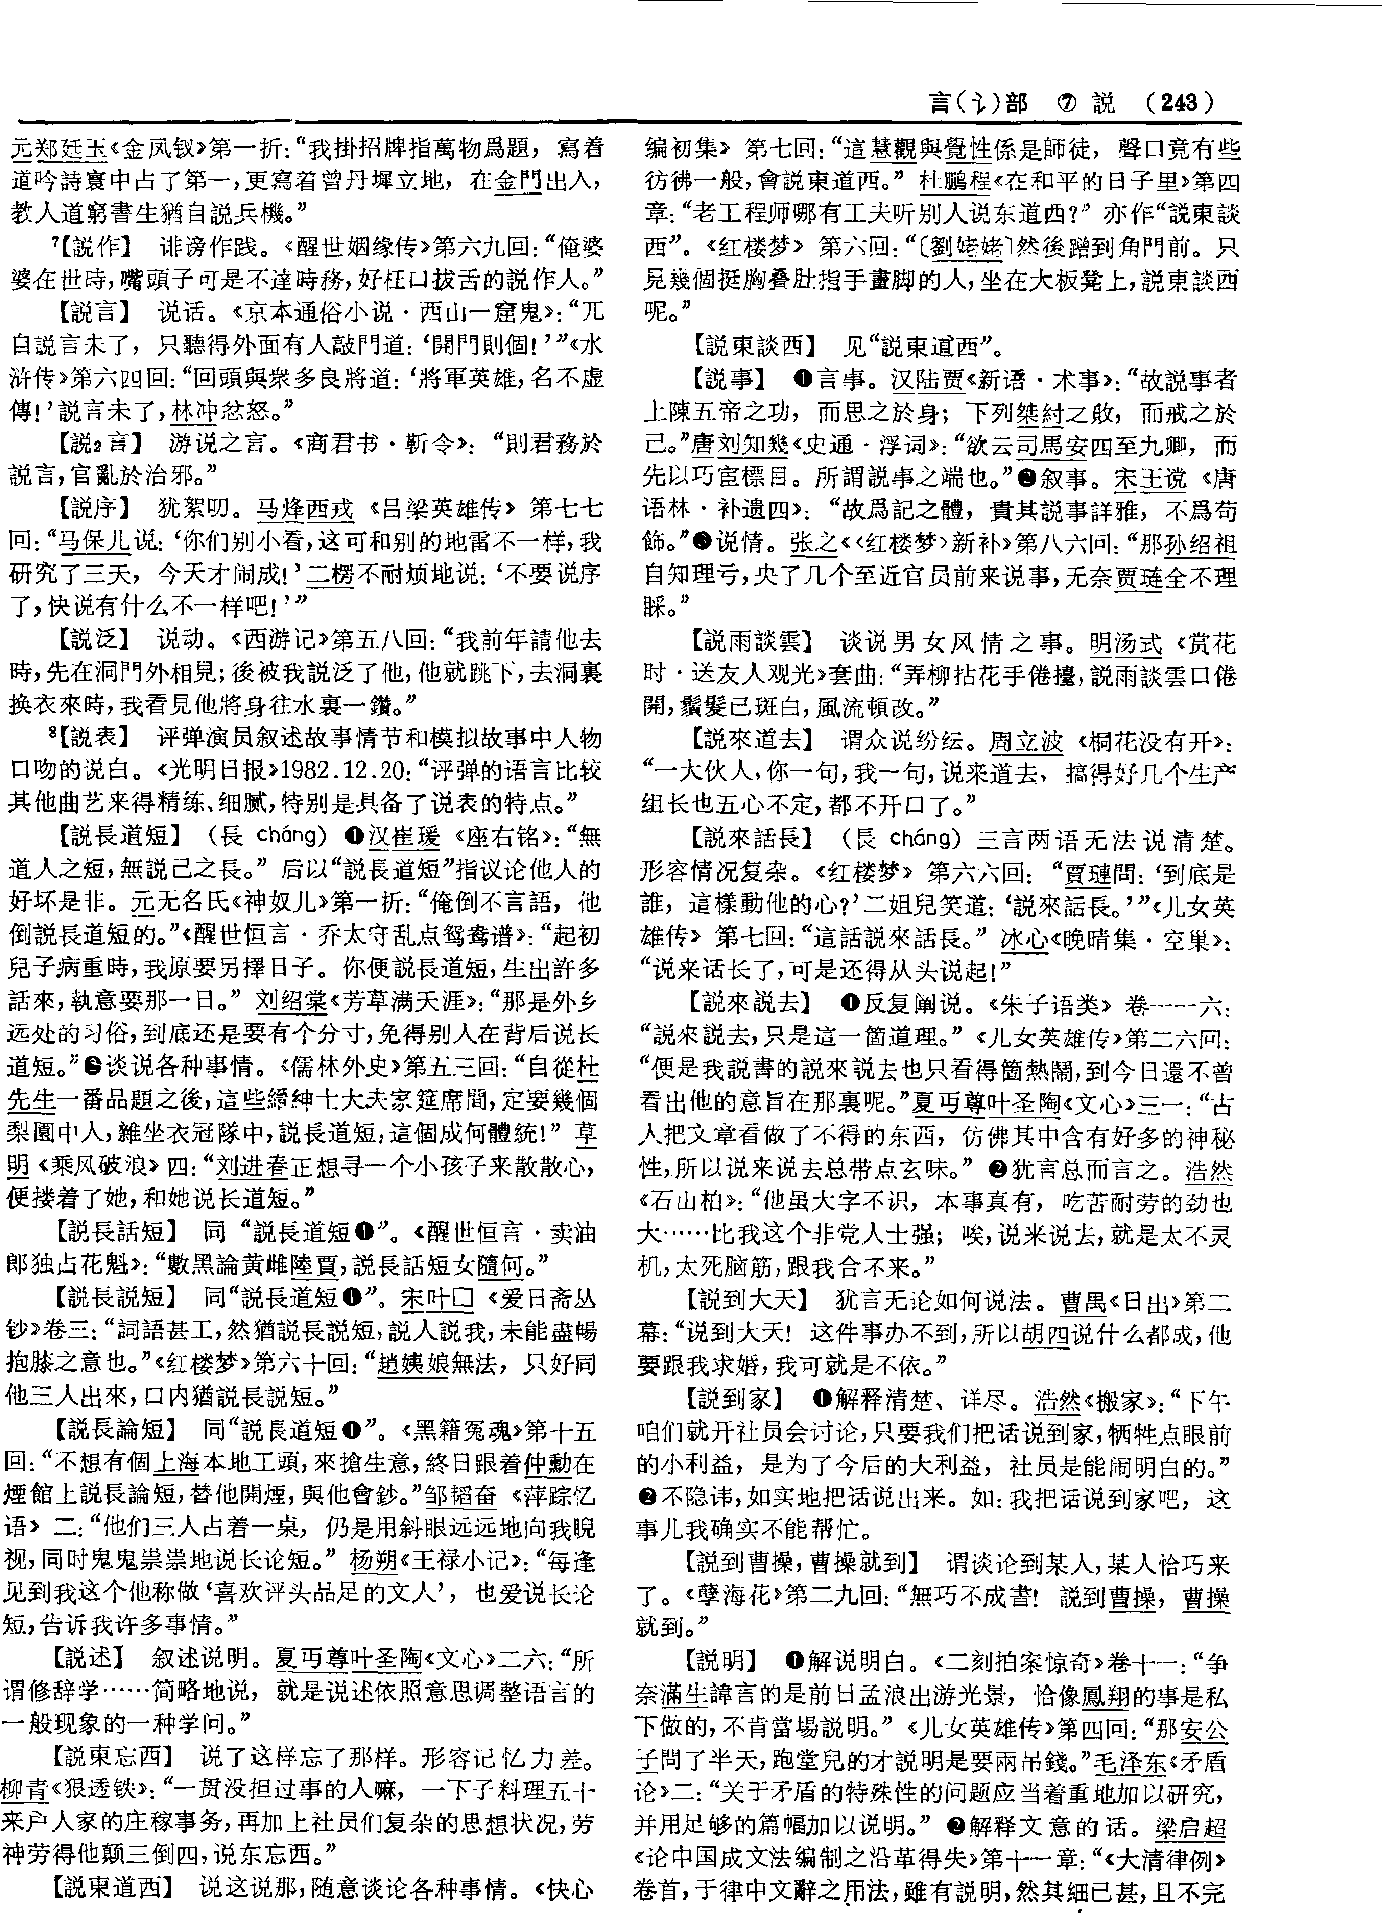 言(讠)部 ⑦ 説 (243)
元郑廷玉《金凤钗》第一折：“我掛招牌指萬物爲題，寫着
道吟詩寰中占了第一，更寫着曾丹墀立地，在金門出入，
教人道窮書生猶自説兵機。”
7【説作】 诽谤作践。《醒世姻缘传》第六九回：“俺婆
婆在世時，嘴頭子可是不達時務，好枉口拔舌的説作人。”
【説言】 说话。《京本通俗小说·西山一窟鬼》：“兀
自説言未了，只聽得外面有人敲門道：‘開門則個！’”《水
浒传》第六四回：“回頭與衆多良將道：‘將軍英雄，名不虚
傳！’説言未了，林冲忿怒。”
【説2言】 游说之言。《商君书·靳令》：“則君務於
説言，官亂於治邪。”
【説序】 犹絮叨。马烽西戎《吕梁英雄传》第七七
回：“马保儿说：‘你们别小看，这可和别的地雷不一样，我
研究了三天，今天才闹成！’二楞不耐烦地说：‘不要说序
了，快说有什么不一样吧！’”
【説泛】 说动。《西游记》第五八回：“我前年請他去
時，先在洞門外相見；後被我説泛了他，他就跳下，去洞裏
换衣來時，我看見他將身往水裏一鑽。”
8【説表】 评弹演员叙述故事情节和模拟故事中人物
口吻的说白。《光明日报》1982.12.20：“评弹的语言比较
其他曲艺来得精练、细腻，特别是具备了说表的特点。”
【説長道短】 (長 cháng) ❶汉崔瑗《座右铭》：“無
道人之短，無説己之長。”后以“説長道短”指议论他人的
好坏是非。元无名氏《神奴儿》第一折：“俺倒不言語，他
倒説長道短的。”《醒世恒言·乔太守乱点鸳鸯谱》：“起初
兒子病重時，我原要另擇日子。你便説長道短，生出許多
話來，執意要那一日。”刘绍棠《芳草满天涯》：“那是外乡
远处的习俗，到底还是要有个分寸，免得别人在背后说长
道短。”❷谈说各种事情。《儒林外史》第五三回：“自從杜
先生一番品題之後，這些縉紳士大夫家筵席間，定要幾個
梨園中人，雜坐衣冠隊中，説長道短，這個成何體統！”草
明《乘风破浪》四：“刘进春正想寻一个小孩子来散散心，
便搂着了她，和她说长道短。”
【説長話短】 同“説長道短❶”。《醒世恒言·卖油
郎独占花魁》：“數黑論黄雌陸賈，説長話短女隨何。”
【説長説短】 同“説長道短❶”。宋叶□《爱日斋丛
钞》卷三：“詞語甚工，然猶説長説短，説人説我，未能盡暢
抱膝之意也。”《红楼梦》第六十回：“趙姨娘無法，只好同
他三人出來，口内猶説長説短。”
【説長論短】 同“説長道短❶”。《黑籍冤魂》第十五
回：“不想有個上海本地工頭，來搶生意，終日跟着仲勳在
煙館上説長論短，替他開煙，與他會鈔。”邹韬奋《萍踪忆
语》二：“他们三人占着一桌，仍是用斜眼远远地向我睨
视，同时鬼鬼祟祟地说长论短。”杨朔《王禄小记》：“每逢
见到我这个他称做‘喜欢评头品足的文人’，也爱说长论
短，告诉我许多事情。”
【説述】 叙述说明。夏丏尊叶圣陶《文心》二六：“所
谓修辞学……简略地说，就是说述依照意思调整语言的
一般现象的一种学问。”
【説東忘西】 说了这样忘了那样。形容记忆力差。
柳青《狠透铁》：“一贯没担过事的人嘛，一下子料理五十
来户人家的庄稼事务，再加上社员们复杂的思想状况，劳
神劳得他颠三倒四，说东忘西。”
【説東道西】 说这说那，随意谈论各种事情。《快心
编初集》第七回：“這慧觀與覺性係是師徒，聲口竟有些
彷彿一般，會説東道西。”杜鵬程《在和平的日子里》第四
章：“老工程师哪有工夫听别人说东道西？”亦作“説東談
西”。《红楼梦》第六回：“〔劉姥姥〕然後蹭到角門前。只
見幾個挺胸叠肚指手畫脚的人，坐在大板凳上，説東談西
呢。”
【説東談西】 见“説東道西”。
【説事】 ❶言事。汉陆贾《新语·术事》：“故説事者
上陳五帝之功，而思之於身；下列桀紂之敗，而戒之於
己。”唐刘知幾《史通·浮词》：“欲云司馬安四至九卿，而
先以巧宦標目。所謂説事之端也。”❷叙事。宋王谠《唐
语林·补遗四》：“故爲記之體，貴其説事詳雅，不爲苟
飾。”❸说情。张之《〈红楼梦〉新补》第八六回：“那孙绍祖
自知理亏，央了几个至近官员前来说事，无奈贾琏全不理
睬。”
【説雨談雲】 谈说男女风情之事。明汤式《赏花
时·送友人观光》套曲：“弄柳拈花手倦擡，説雨談雲口倦
開，鬢髮已斑白，風流頓改。”
【説來道去】 谓众说纷纭。周立波《桐花没有开》：
“一大伙人，你一句，我一句，说来道去，搞得好几个生产
组长也五心不定，都不开口了。”
【説來話長】 (長 cháng) 三言两语无法说清楚。
形容情况复杂。《红楼梦》第六六回：“賈璉問：‘到底是
誰，這樣動他的心？’二姐兒笑道：‘説來話長。’”《儿女英
雄传》第七回：“這話説來話長。”冰心《晚晴集·空巢》：
“说来话长了，可是还得从头说起！”
【説來説去】 ❶反复阐说。《朱子语类》卷一一六：
“説來説去，只是這一箇道理。”《儿女英雄传》第二六回：
“便是我説書的説來説去也只看得箇熱鬧，到今日還不曾
看出他的意旨在那裏呢。”夏丏尊叶圣陶《文心》三一：“古
人把文章看做了不得的东西，仿佛其中含有好多的神秘
性，所以说来说去总带点玄味。”❷犹言总而言之。浩然
《石山柏》：“他虽大字不识，本事真有，吃苦耐劳的劲也
大……比我这个非党人士强；唉，说来说去，就是太不灵
机，太死脑筋，跟我合不来。”
【説到大天】 犹言无论如何说法。曹禺《日出》第二
幕：“说到大天！这件事办不到，所以胡四说什么都成，他
要跟我求婚，我可就是不依。”
【説到家】 ❶解释清楚、详尽。浩然《搬家》：“下午
咱们就开社员会讨论，只要我们把话说到家，牺牲点眼前
的小利益，是为了今后的大利益，社员是能闹明白的。”
❷不隐讳，如实地把话说出来。如：我把话说到家吧，这
事儿我确实不能帮忙。
【説到曹操，曹操就到】 谓谈论到某人，某人恰巧来
了。《孽海花》第二九回：“無巧不成書！説到曹操，曹操
就到。”
【説明】 ❶解说明白。《二刻拍案惊奇》卷十一：“争
奈滿生諱言的是前日孟浪出游光景，恰像鳳翔的事是私
下做的，不肯當場説明。”《儿女英雄传》第四回：“那安公
子問了半天，跑堂兒的才説明是要兩吊錢。”毛泽东《矛盾
论》二：“关于矛盾的特殊性的问题应当着重地加以研究，
并用足够的篇幅加以说明。”❷解释文意的话。梁启超
《论中国成文法编制之沿革得失》第十一章：“《大清律例》
卷首，于律中文辭之用法，雖有説明，然其細已甚，且不完